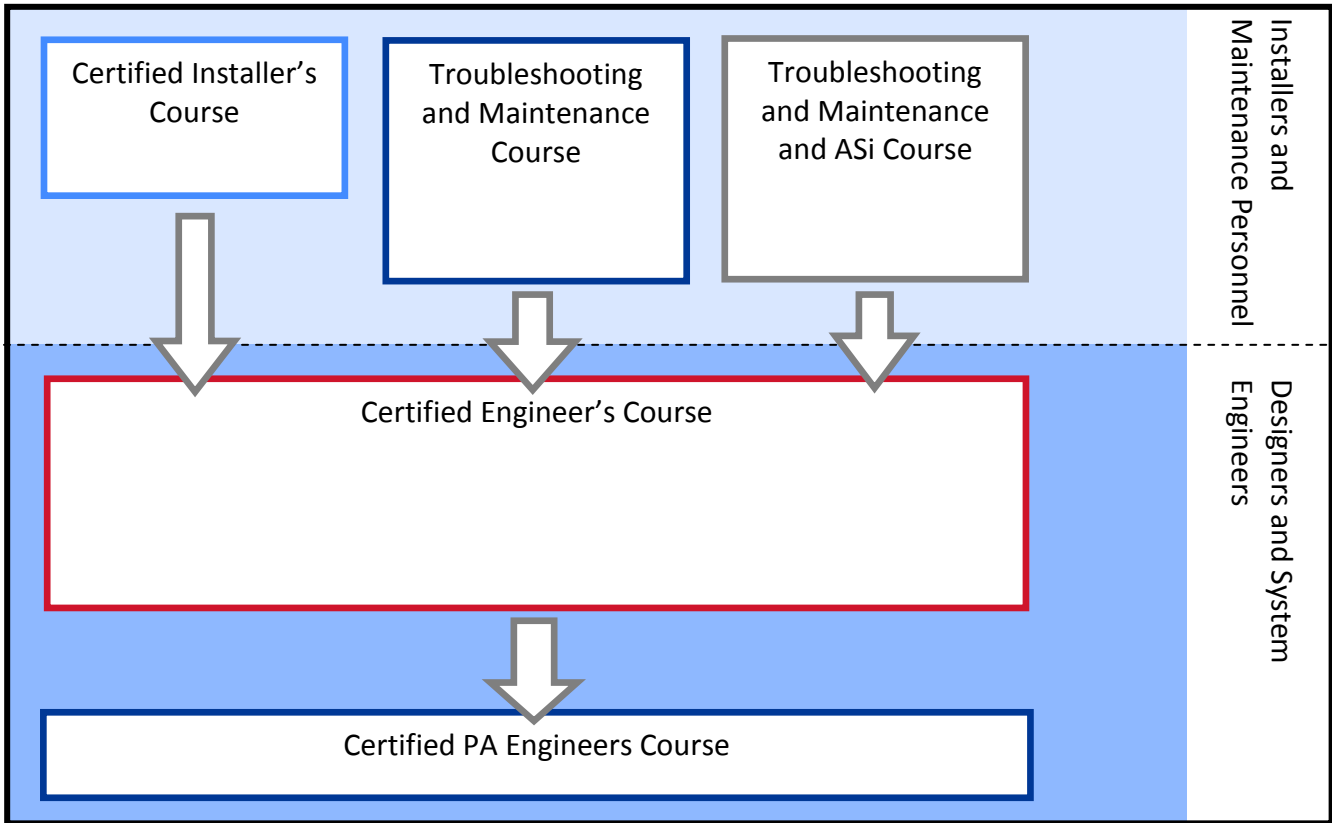 Certified Installer’s
Course
Troubleshooting
and Maintenance
Course
Troubleshooting
and Maintenance
and ASi Course
Installers and
Maintenance Personnel
Certified Engineer’s Course
Designers and System
Engineers
Certified PA Engineers Course